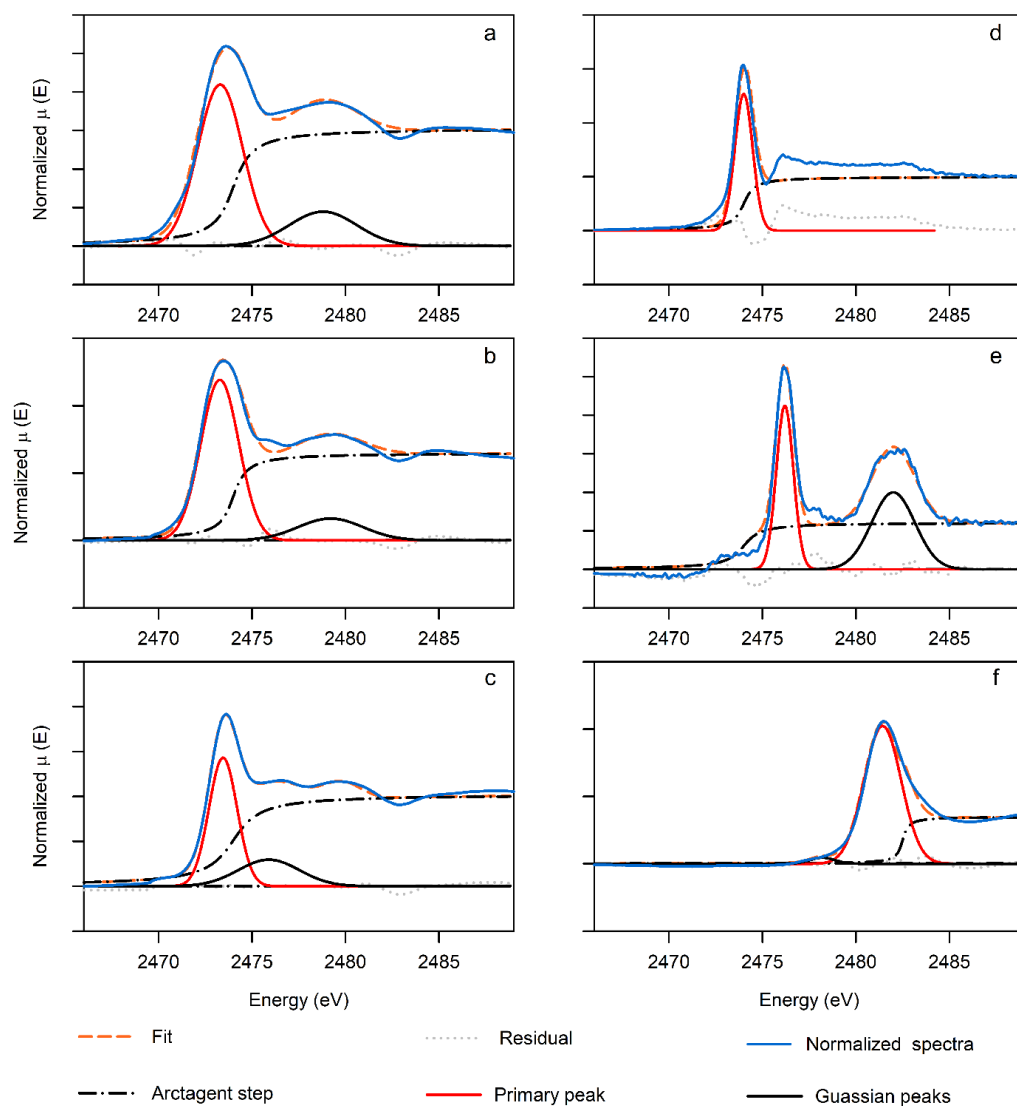 a
d
Normalized μ (E)
2470 2475 2480 2485
2470 2475 2480 2485
b
e
Normalized μ (E)
2470 2475 2480 2485
2470 2475 2480 2485
c
f
Normalized μ (E)
2470 2475 2480 2485
2470 2475 2480 2485
Energy (eV)
Energy (eV)
Fit
Residual
Normalized spectra
Arctagent step
Primary peak
Guassian peaks